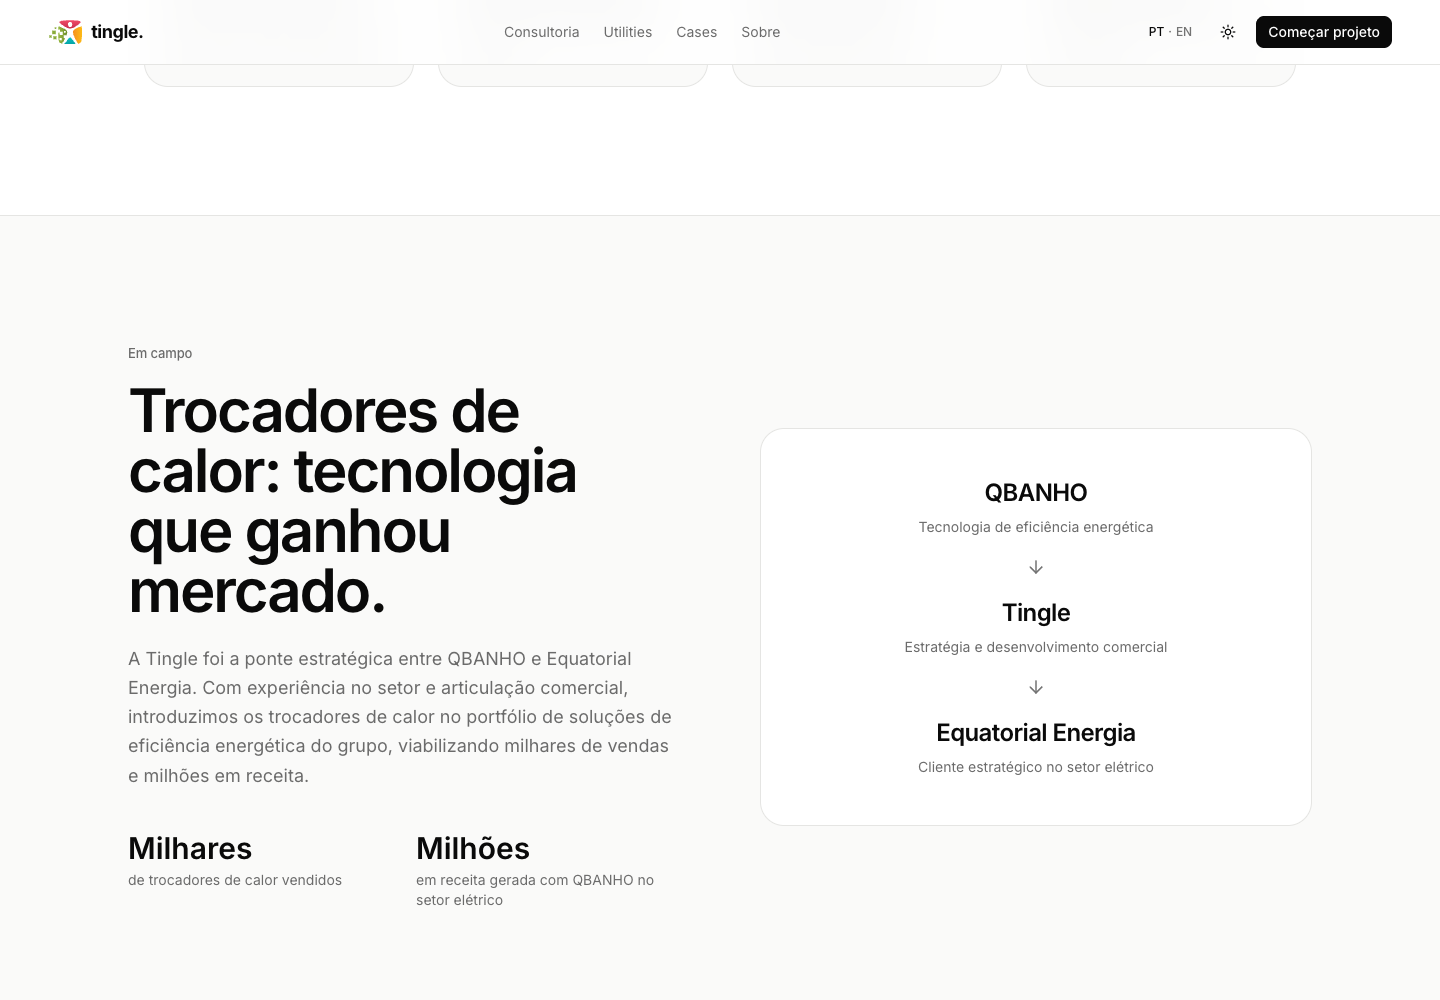 tingle.
Consultoria
Utilities
Cases
Sobre
PT · EN
Começar projeto
Em campo
Trocadores de
calor: tecnologia
que ganhou
mercado.
A Tingle foi a ponte estratégica entre QBANHO e Equatorial
Energia. Com experiência no setor e articulação comercial,
introduzimos os trocadores de calor no portfólio de soluções de
eficiência energética do grupo, viabilizando milhares de vendas
e milhões em receita.
Milhares
de trocadores de calor vendidos
Milhões
em receita gerada com QBANHO no
setor elétrico
QBANHO
Tecnologia de eficiência energética
Tingle
Estratégia e desenvolvimento comercial
Equatorial Energia
Cliente estratégico no setor elétrico